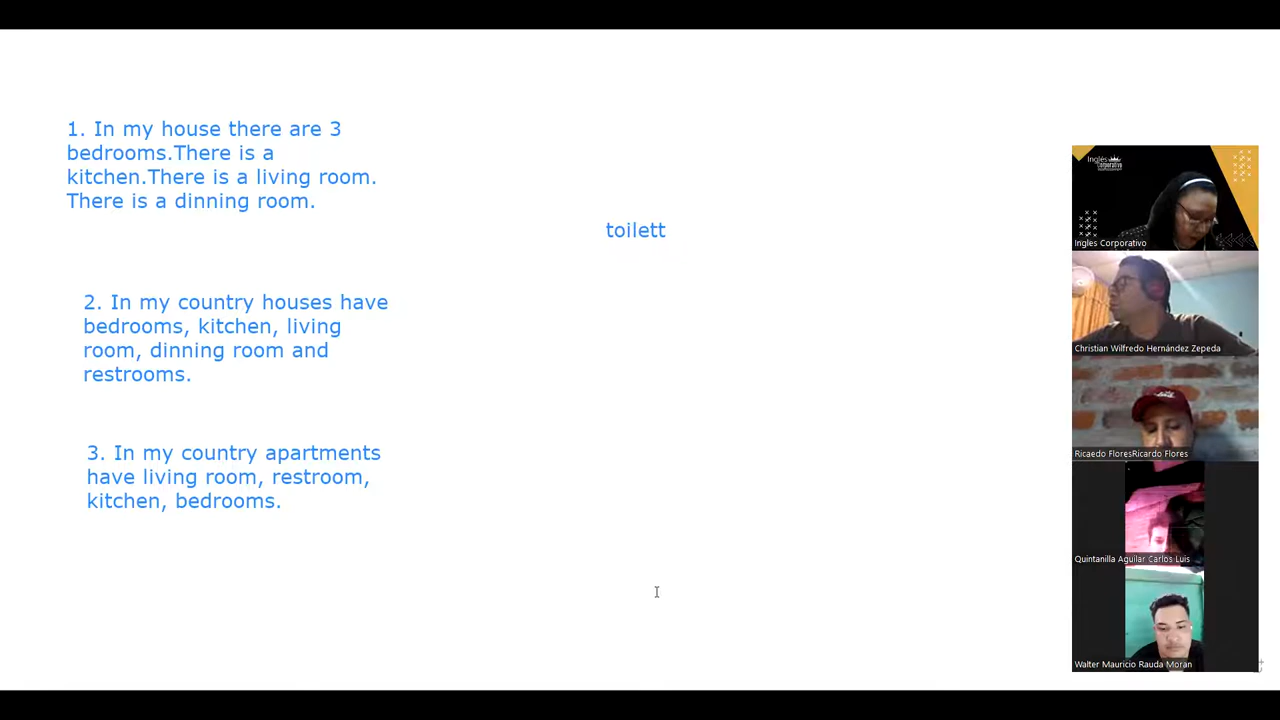 1. In my house there are 3
bedrooms.There is a
kitchen.There is a living room.
There is a dinning room.
toilett
2. In my country houses have
bedrooms, kitchen, living
room, dinning room and
restrooms.
3. In my country apartments
have living room, restroom,
kitchen, bedrooms.
Inglés
Corporativo
Ingles Corporativo
Christian Wilfredo Hernández Zepeda
Ricaedo FloresRicardo Flores
Quintanilla Aguilar Carlos Luis
Walter Mauricio Rauda Moran